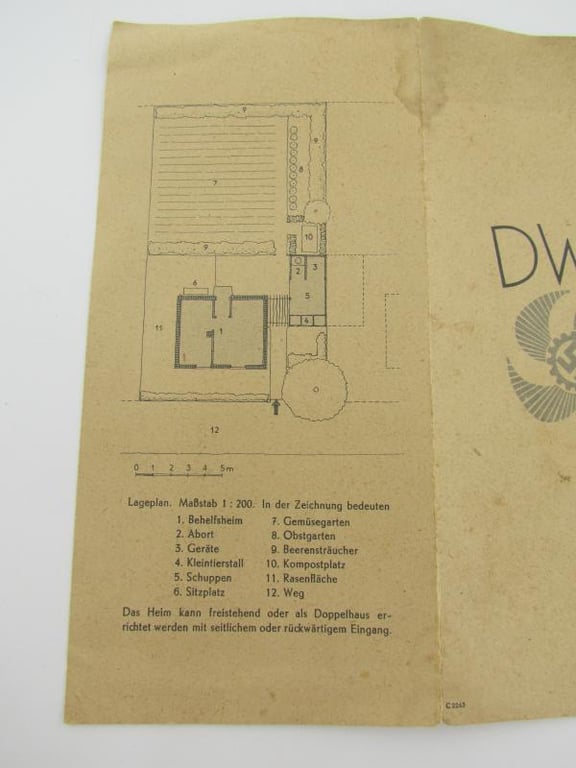 9
9
7
8
9
10
2 3
6
5
11
1
4
1
12
0 1 2 3 4 5m
Lageplan. Maßstab 1 : 200. In der Zeichnung bedeuten
1. Behelfsheim
2. Abort
3. Geräte
4. Kleintierstall
5. Schuppen
6. Sitzplatz
7. Gemüsegarten
8. Obstgarten
9. Beerensträucher
10. Kompostplatz
11. Rasenfläche
12. Weg
Das Heim kann freistehend oder als Doppelhaus er-
richtet werden mit seitlichem oder rückwärtigem Eingang.
DW
C 2243